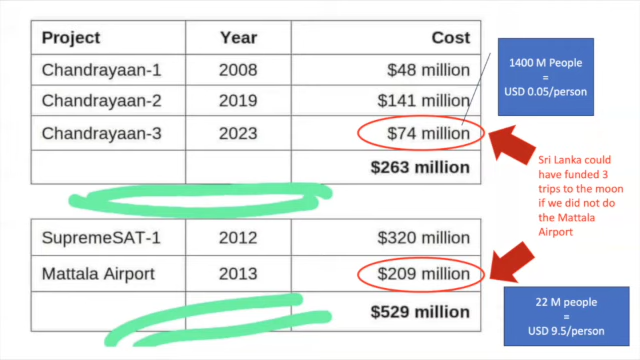 Project Year Cost
Chandrayaan-1 2008 $48 million
Chandrayaan-2 2019 $141 million
Chandrayaan-3 2023 $74 million
$263 million
SupremeSAT-1 2012 $320 million
Mattala Airport 2013 $209 million
$529 million
1400 M People
=
USD 0.05/person
Sri Lanka could
have funded 3
trips to the moon
if we did not do
the Mattala
Airport
22 M people
=
USD 9.5/person